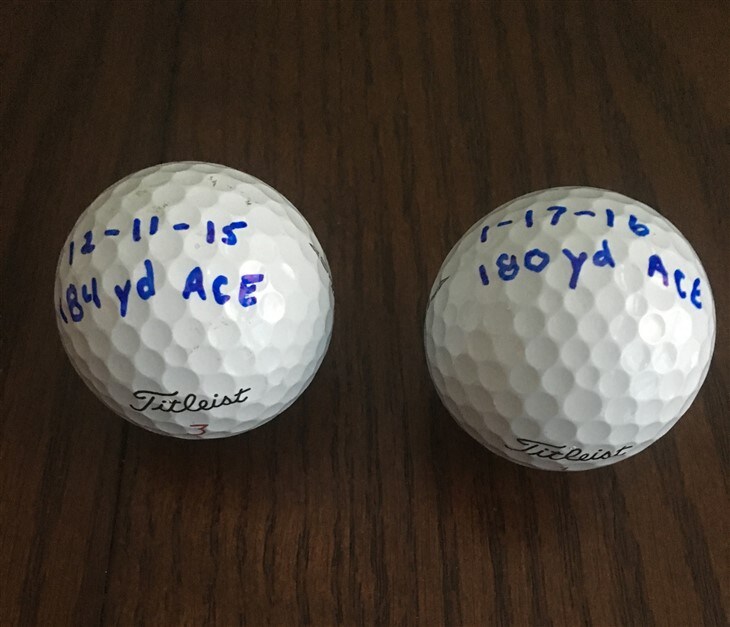 12-11-15
184 yd ACE
Titleist
3
1-17-16
180 yd ACE
Titleist